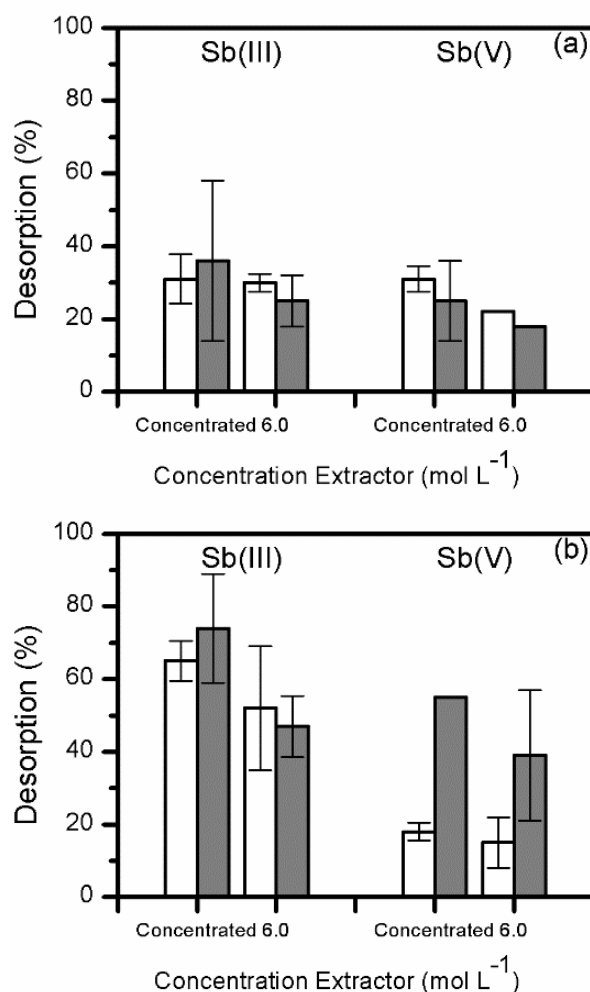 100
Sb(III) Sb(V) (a)
80
60
40
20
0
Desorption (%)
Concentrated 6.0 Concentrated 6.0
Concentration Extractor (mol L⁻¹)
100
Sb(III) Sb(V) (b)
80
60
40
20
0
Desorption (%)
Concentrated 6.0 Concentrated 6.0
Concentration Extractor (mol L⁻¹)